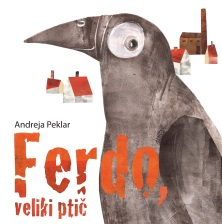 Andreja Peklar
Ferdo,
veliki ptič